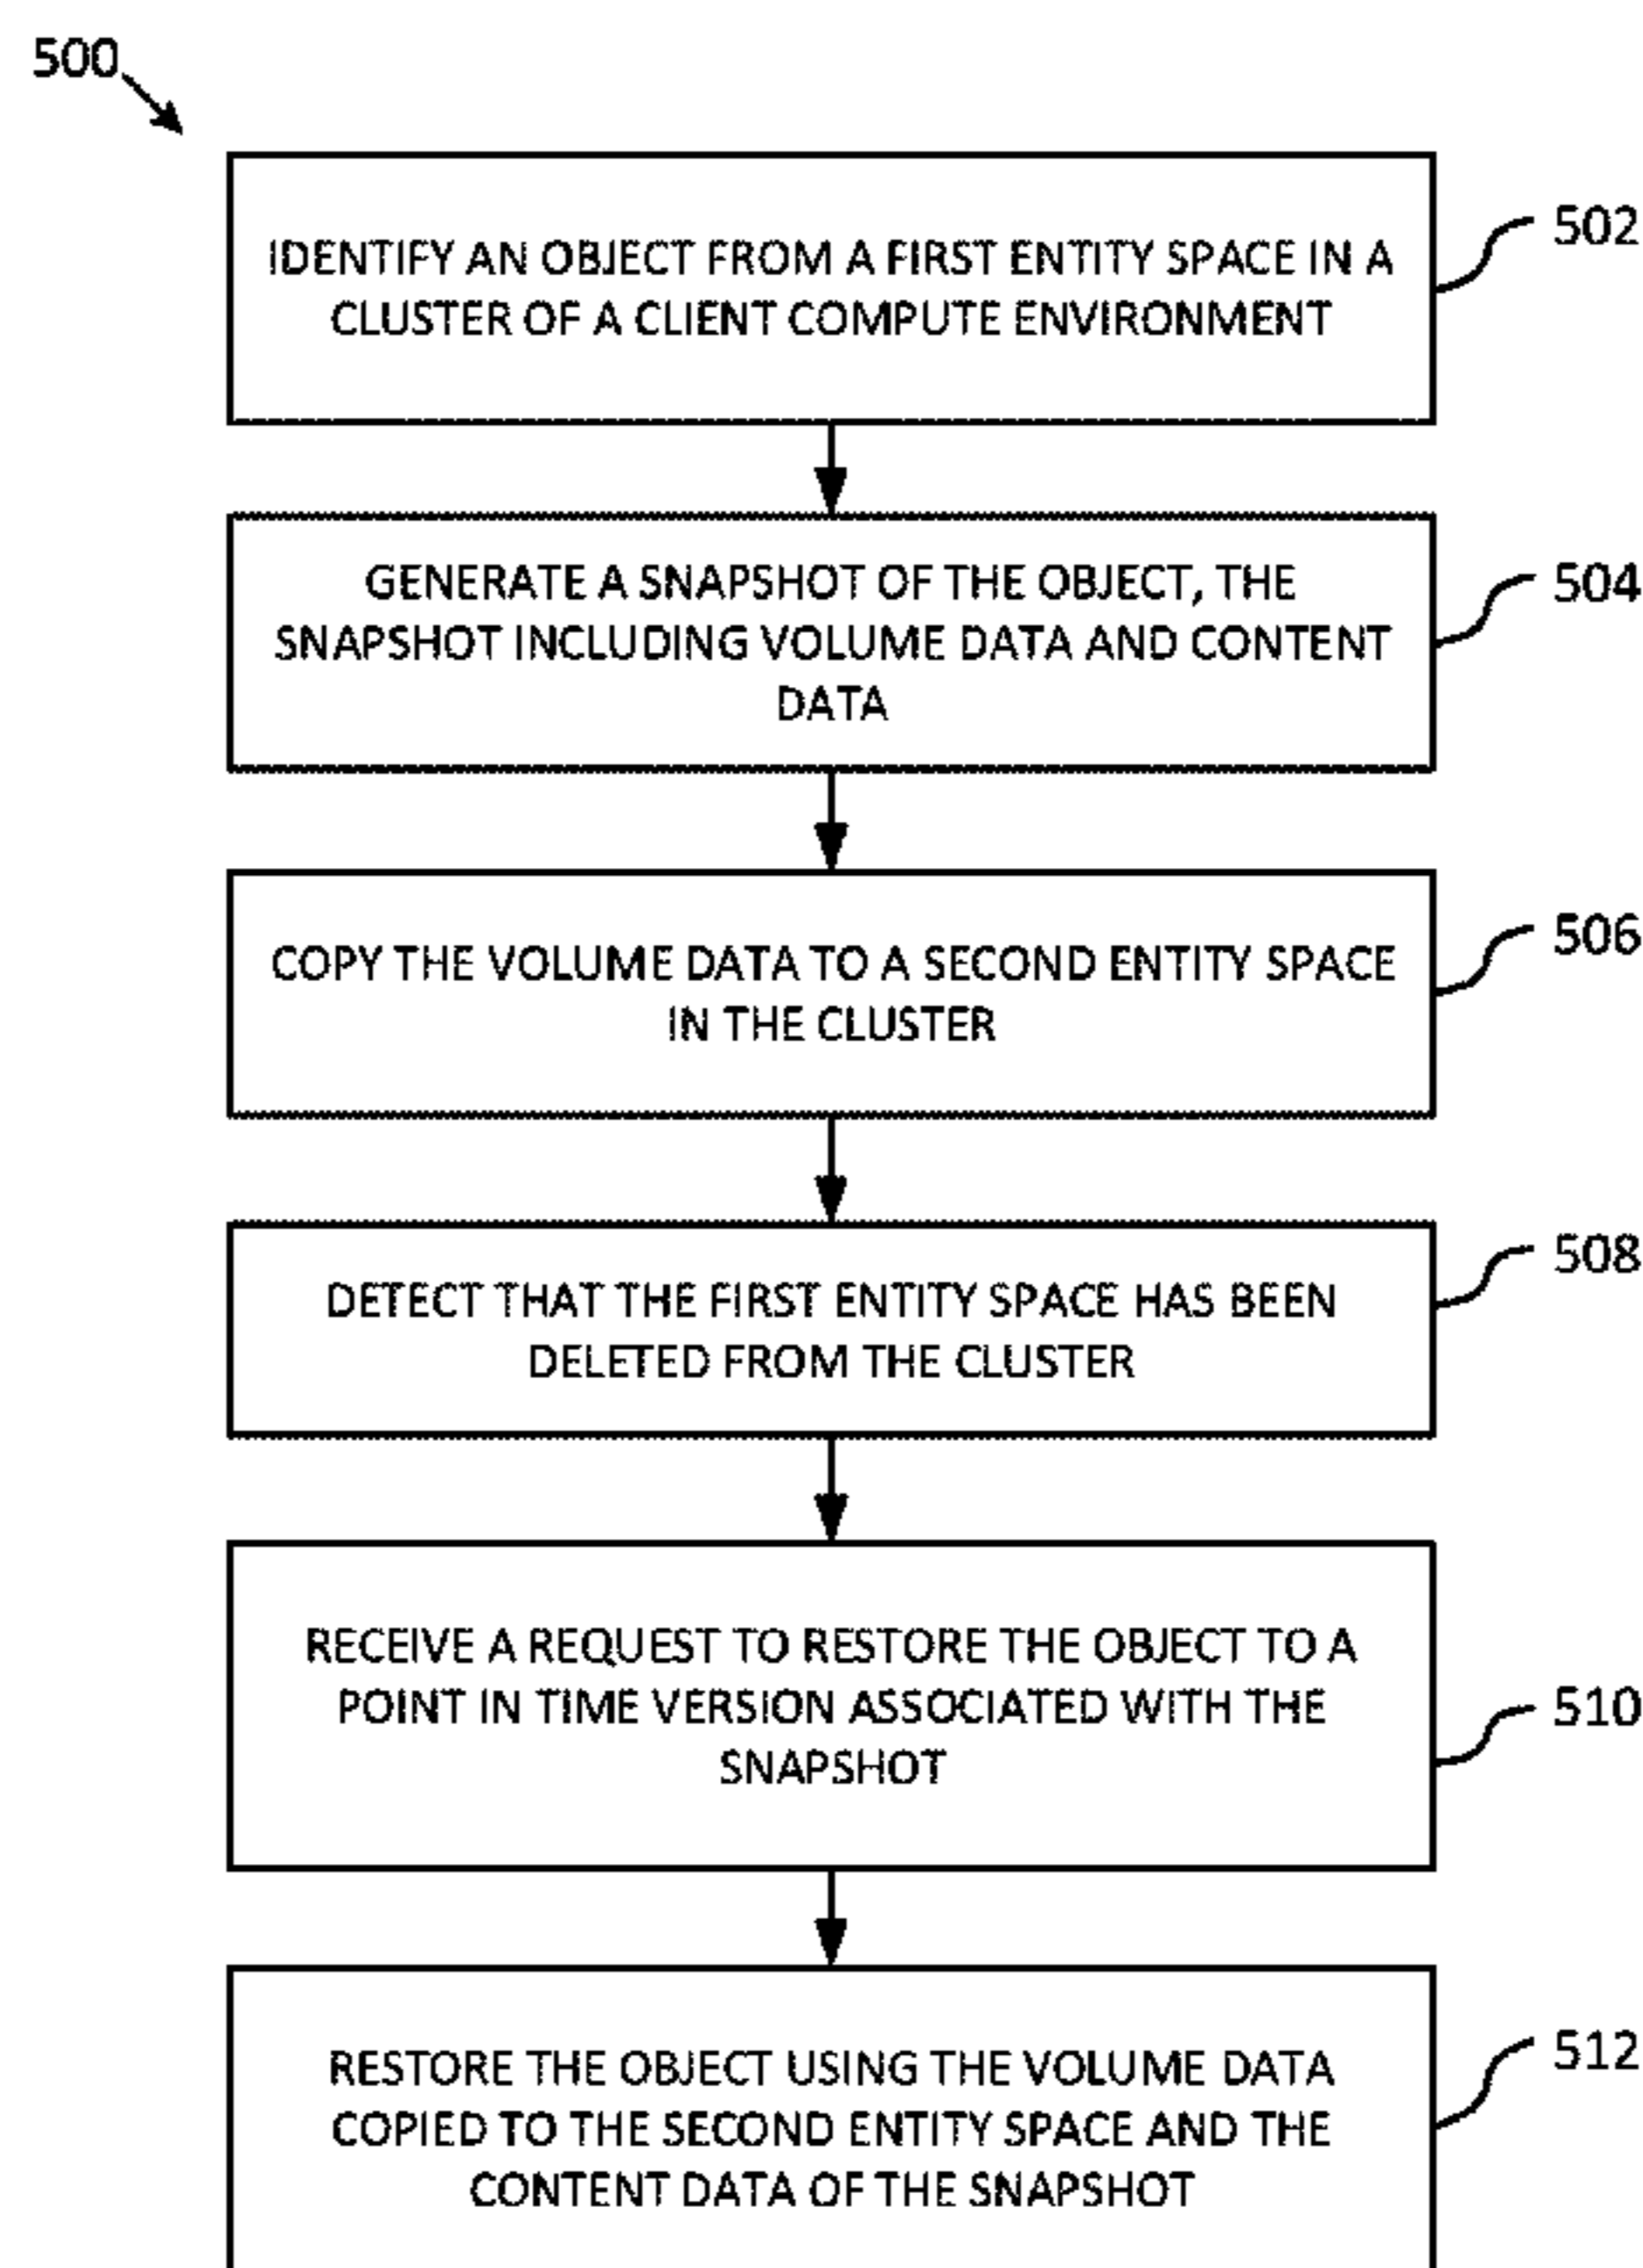 500
IDENTIFY AN OBJECT FROM A FIRST ENTITY SPACE IN A
CLUSTER OF A CLIENT COMPUTE ENVIRONMENT
502
GENERATE A SNAPSHOT OF THE OBJECT, THE
SNAPSHOT INCLUDING VOLUME DATA AND CONTENT
DATA
504
COPY THE VOLUME DATA TO A SECOND ENTITY SPACE
IN THE CLUSTER
506
DETECT THAT THE FIRST ENTITY SPACE HAS BEEN
DELETED FROM THE CLUSTER
508
RECEIVE A REQUEST TO RESTORE THE OBJECT TO A
POINT IN TIME VERSION ASSOCIATED WITH THE
SNAPSHOT
510
RESTORE THE OBJECT USING THE VOLUME DATA
COPIED TO THE SECOND ENTITY SPACE AND THE
CONTENT DATA OF THE SNAPSHOT
512